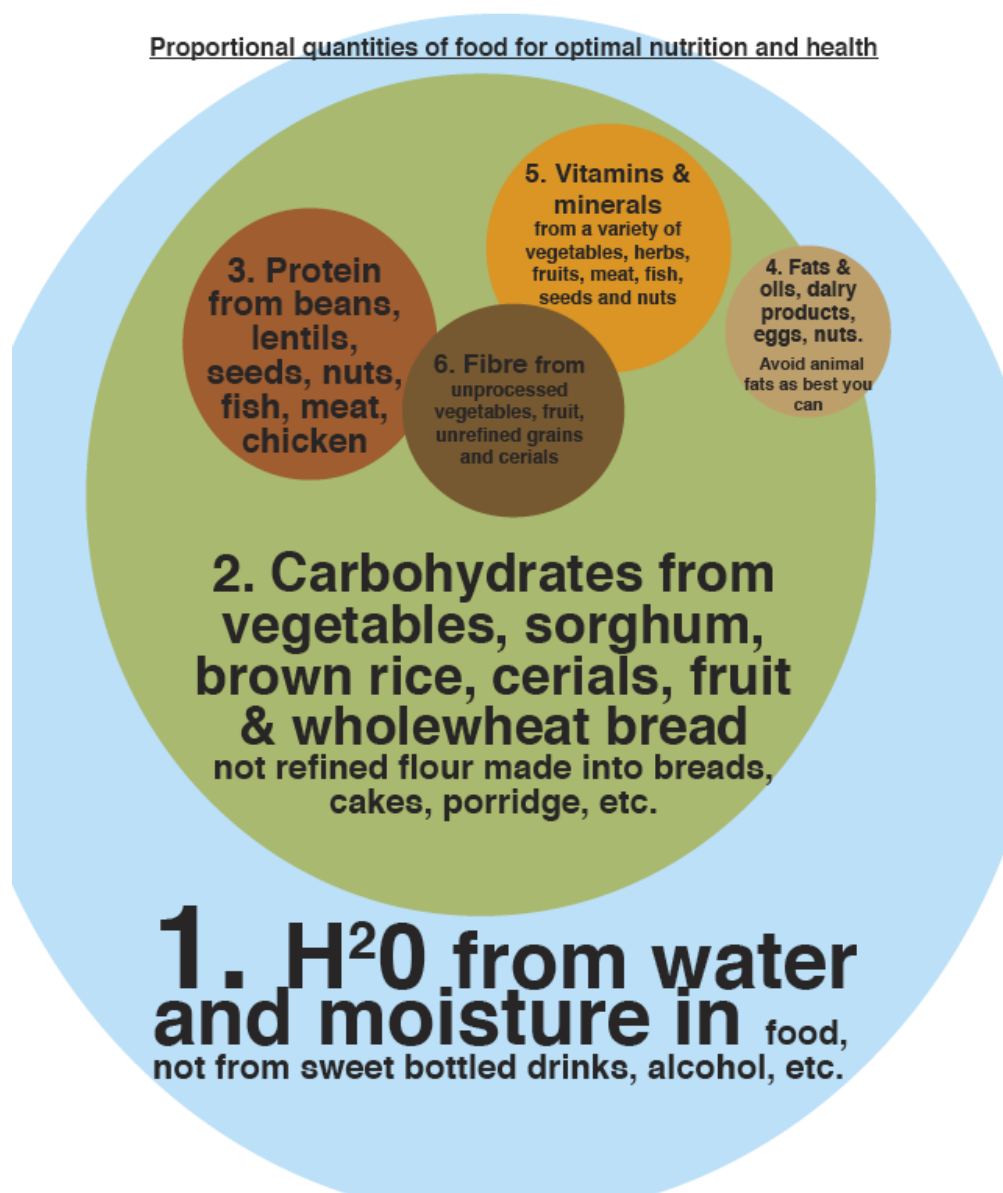 Proportional quantities of food for optimal nutrition and health
5. Vitamins &
minerals
from a variety of
vegetables, herbs,
fruits, meat, fish,
seeds and nuts
3. Protein
from beans,
lentils,
seeds, nuts,
fish, meat,
chicken
4. Fats &
oils, dairy
products,
eggs, nuts.
Avoid animal
fats as best you
can
6. Fibre from
unprocessed
vegetables, fruit,
unrefined grains
and cerials
2. Carbohydrates from
vegetables, sorghum,
brown rice, cerials, fruit
& wholewheat bread
not refined flour made into breads,
cakes, porridge, etc.
1. H²0 from water
and moisture in food,
not from sweet bottled drinks, alcohol, etc.